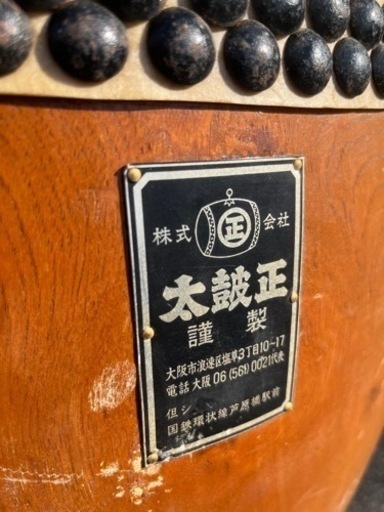 株式 正 会社
太鼓正
謹製
大阪市浪速区塩草3丁目10~17
電話大阪 06 (561) 0021代表
但シ
国鉄環状線芦原橋駅前